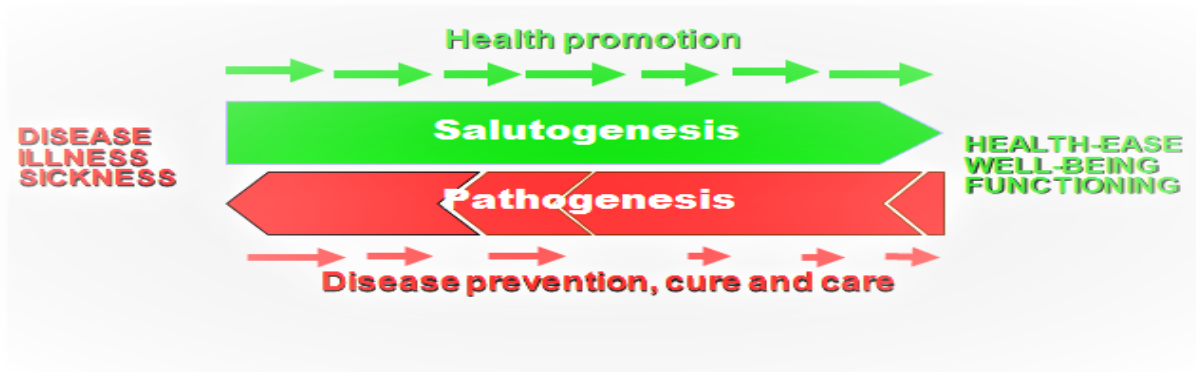 Health promotion
Salutogenesis
DISEASE
ILLNESS
SICKNESS
HEALTH-EASE
WELL-BEING
FUNCTIONING
Pathogenesis
Disease prevention, cure and care